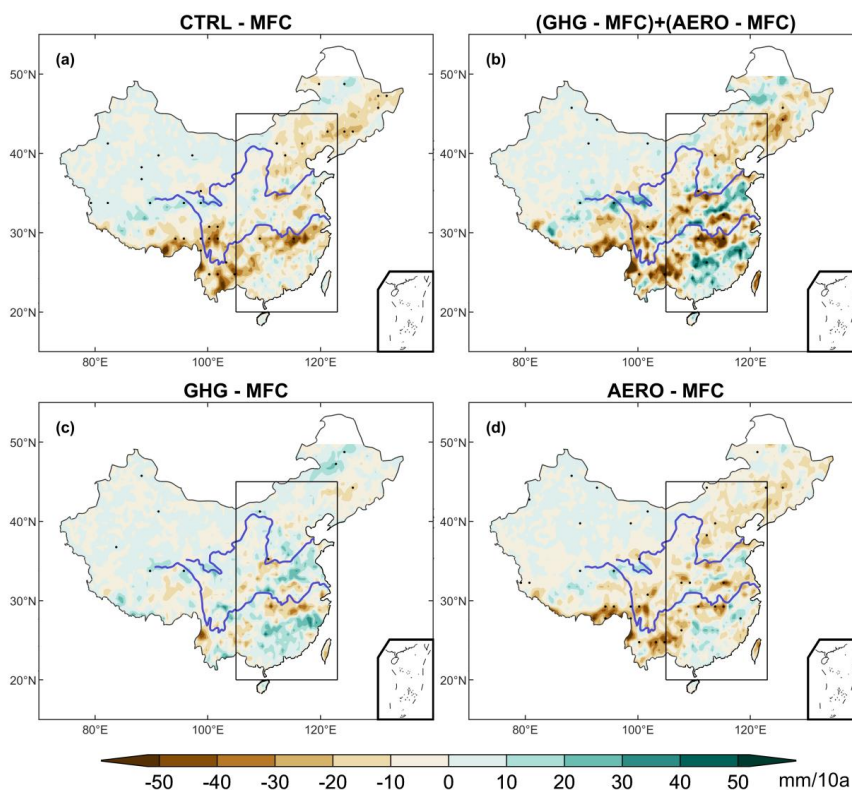 CTRL - MFC
(GHG - MFC)+(AERO - MFC)
(a)
(b)
50°N
40°N
30°N
20°N
50°N
40°N
30°N
20°N
80°E 100°E 120°E
80°E 100°E 120°E
GHG - MFC
AERO - MFC
(c)
(d)
50°N
40°N
30°N
20°N
50°N
40°N
30°N
20°N
80°E 100°E 120°E
80°E 100°E 120°E
-50 -40 -30 -20 -10 0 10 20 30 40 50 mm/10a